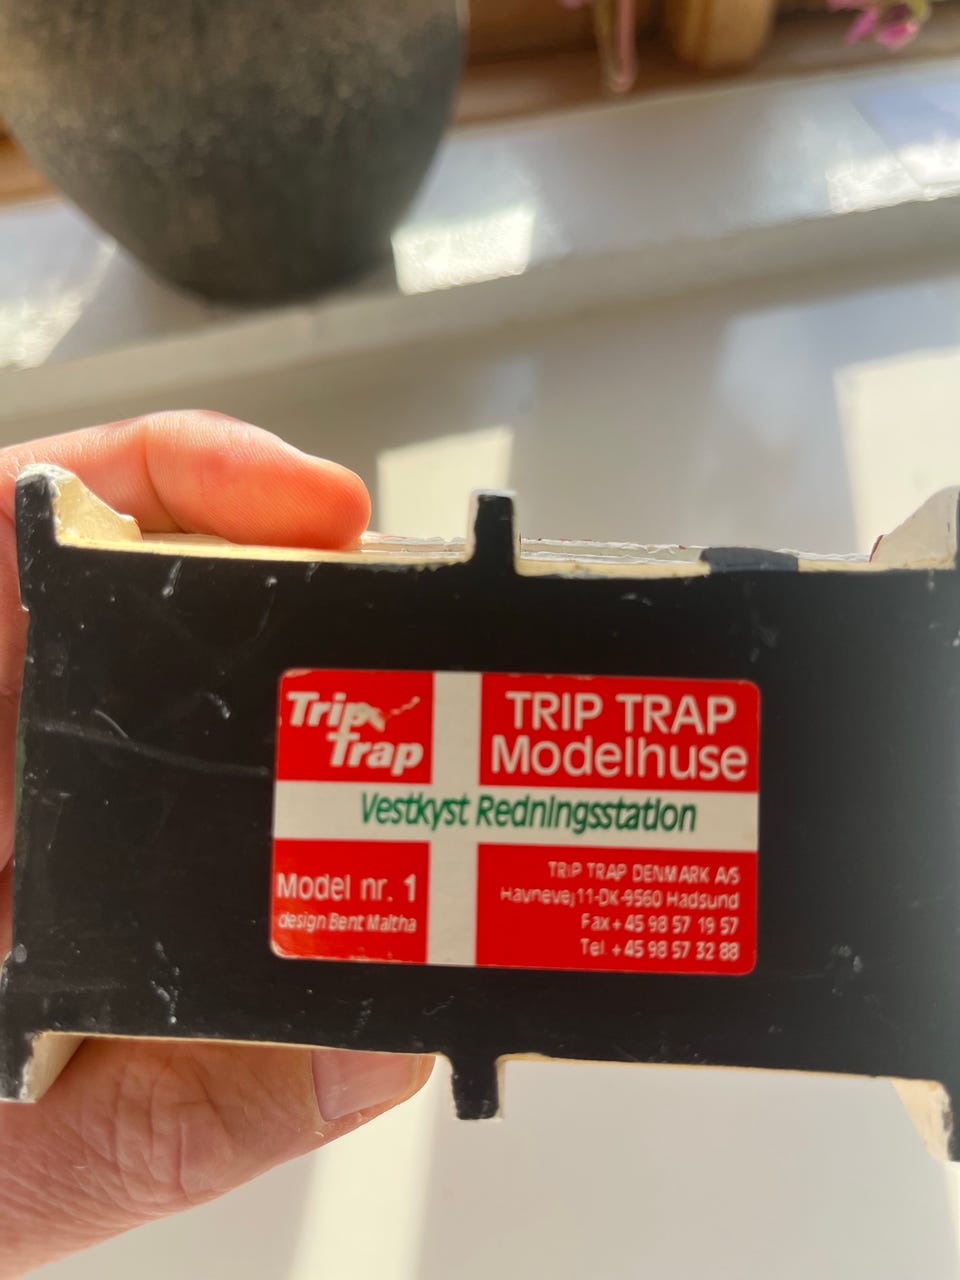 Trip
Trap
TRIP TRAP
Modelhuse
Vestkyst Redningsstation
Model nr. 1
design Bent Maltha
TRIP TRAP DENMARK A/S
Havnevej 11-DK-9560 Hadsund
Fax + 45 98 57 19 57
Tel. + 45 98 57 32 88